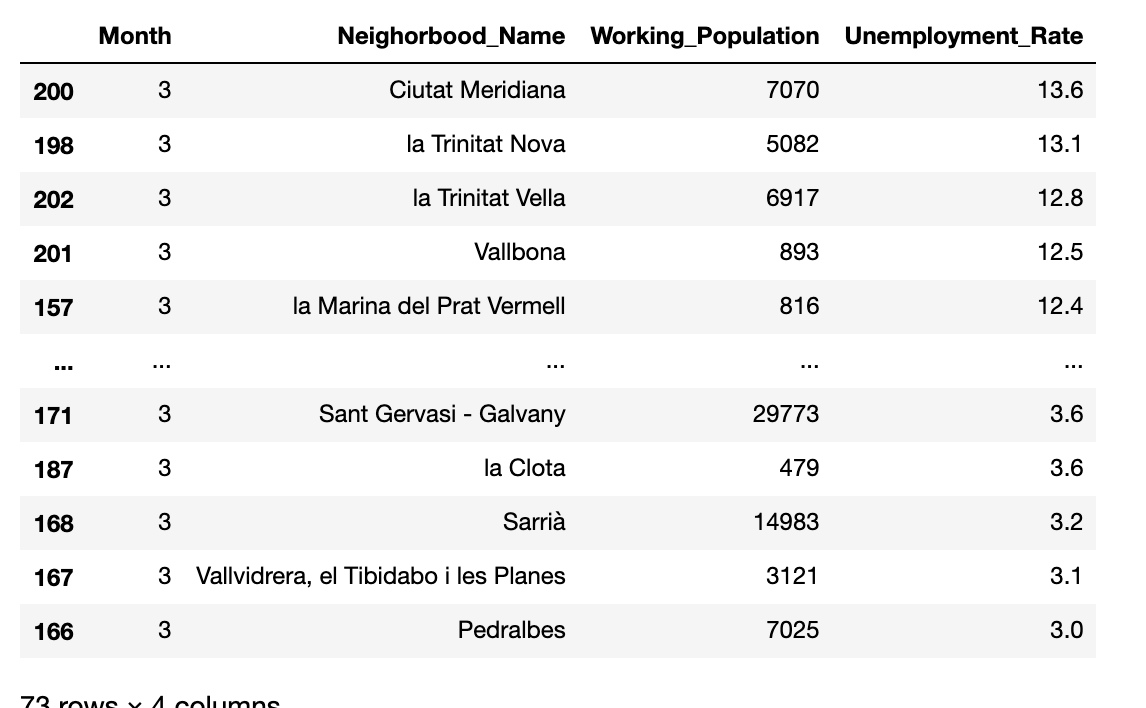 Month Neighorbood_Name Working_Population Unemployment_Rate
200 3 Ciutat Meridiana 7070 13.6
198 3 la Trinitat Nova 5082 13.1
202 3 la Trinitat Vella 6917 12.8
201 3 Vallbona 893 12.5
157 3 la Marina del Prat Vermell 816 12.4
... ... ... ... ...
171 3 Sant Gervasi - Galvany 29773 3.6
187 3 la Clota 479 3.6
168 3 Sarrià 14983 3.2
167 3 Vallvidrera, el Tibidabo i les Planes 3121 3.1
166 3 Pedralbes 7025 3.0
73 rows × 4 columns